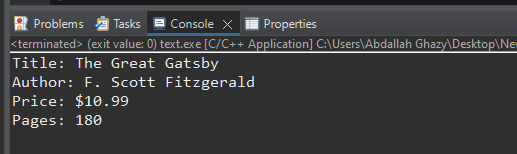 Problems Tasks Console Properties
<terminated> (exit value: 0) text.exe [C/C++ Application] C:\Users\Abdallah Ghazy\Desktop\Nev
Title: The Great Gatsby
Author: F. Scott Fitzgerald
Price: $10.99
Pages: 180